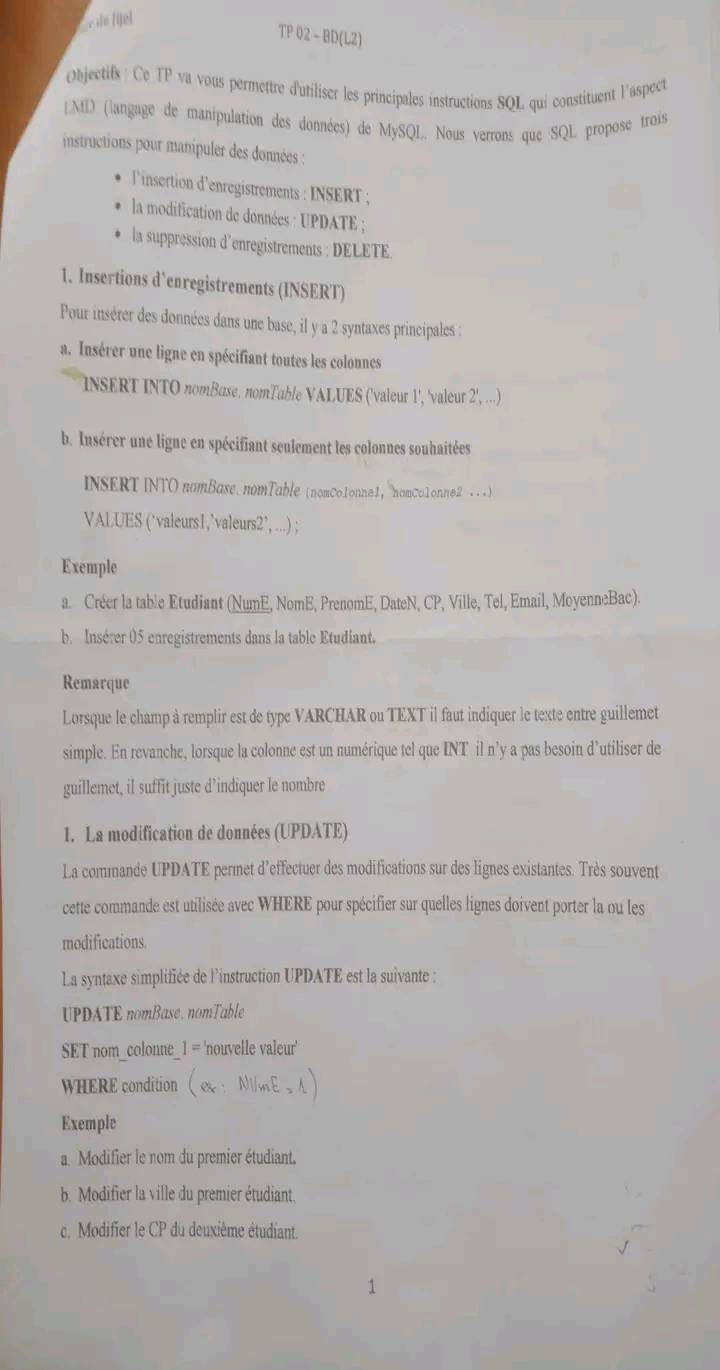 de Jijel
TP 02 – BD(L2)
Objectifs : Ce TP va vous permettre d'utiliser les principales instructions SQL qui constituent l'aspect
LMD (langage de manipulation des données) de MySQL. Nous verrons que SQL propose trois
instructions pour manipuler des données :
• l'insertion d'enregistrements : INSERT ;
• la modification de données : UPDATE ;
• la suppression d'enregistrements : DELETE.
1. Insertions d'enregistrements (INSERT)
Pour insérer des données dans une base, il y a 2 syntaxes principales :
a. Insérer une ligne en spécifiant toutes les colonnes
INSERT INTO nomBase. nomTable VALUES ('valeur 1', 'valeur 2', ...)
b. Insérer une ligne en spécifiant seulement les colonnes souhaitées
INSERT INTO nomBase. nomTable (nomColonne1, nomColonne2 ...)
VALUES ('valeurs1,'valeurs2', ...) ;
Exemple
a. Créer la table Etudiant (NumE, NomE, PrenomE, DateN, CP, Ville, Tel, Email, MoyenneBac).
b. Insérer 05 enregistrements dans la table Etudiant.
Remarque
Lorsque le champ à remplir est de type VARCHAR ou TEXT il faut indiquer le texte entre guillemet
simple. En revanche, lorsque la colonne est un numérique tel que INT il n'y a pas besoin d'utiliser de
guillemet, il suffit juste d'indiquer le nombre
1. La modification de données (UPDATE)
La commande UPDATE permet d'effectuer des modifications sur des lignes existantes. Très souvent
cette commande est utilisée avec WHERE pour spécifier sur quelles lignes doivent porter la ou les
modifications.
La syntaxe simplifiée de l'instruction UPDATE est la suivante :
UPDATE nomBase. nomTable
SET nom_colonne_1 = 'nouvelle valeur'
WHERE condition (ex : NUmE = 1)
Exemple
a. Modifier le nom du premier étudiant.
b. Modifier la ville du premier étudiant.
c. Modifier le CP du deuxième étudiant.
1